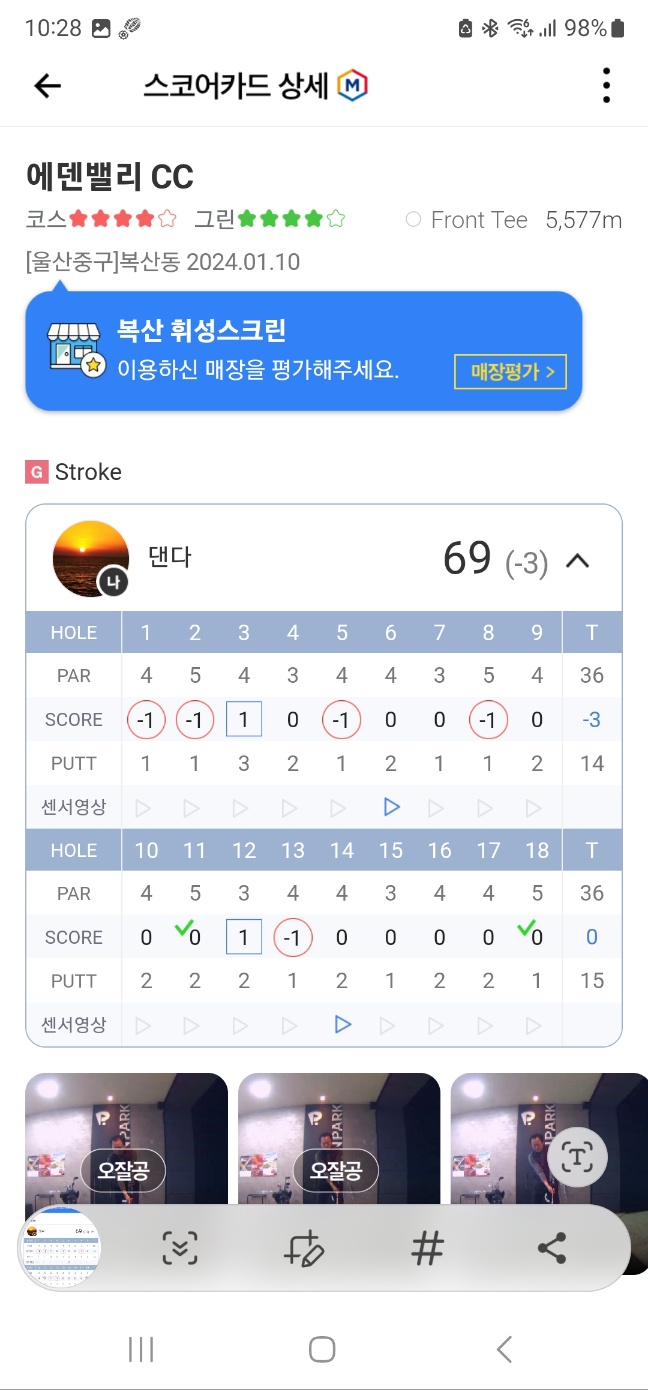 10:28 98%
스코어카드 상세 M
에덴밸리 CC
코스 그린 Front Tee 5,577m
[울산중구]복산동 2024.01.10
복산 휘성스크린
이용하신 매장을 평가해주세요. 매장평가 >
G Stroke
나 댄다 69 (-3)
HOLE 1 2 3 4 5 6 7 8 9 T
PAR 4 5 4 3 4 4 3 5 4 36
SCORE -1 -1 1 0 -1 0 0 -1 0 -3
PUTT 1 1 3 2 1 2 1 1 2 14
센서영상
HOLE 10 11 12 13 14 15 16 17 18 T
PAR 4 5 3 4 4 3 4 4 5 36
SCORE 0 0 1 -1 0 0 0 0 0 0
PUTT 2 2 2 1 2 1 2 2 1 15
센서영상
오잘공 오잘공
T
#